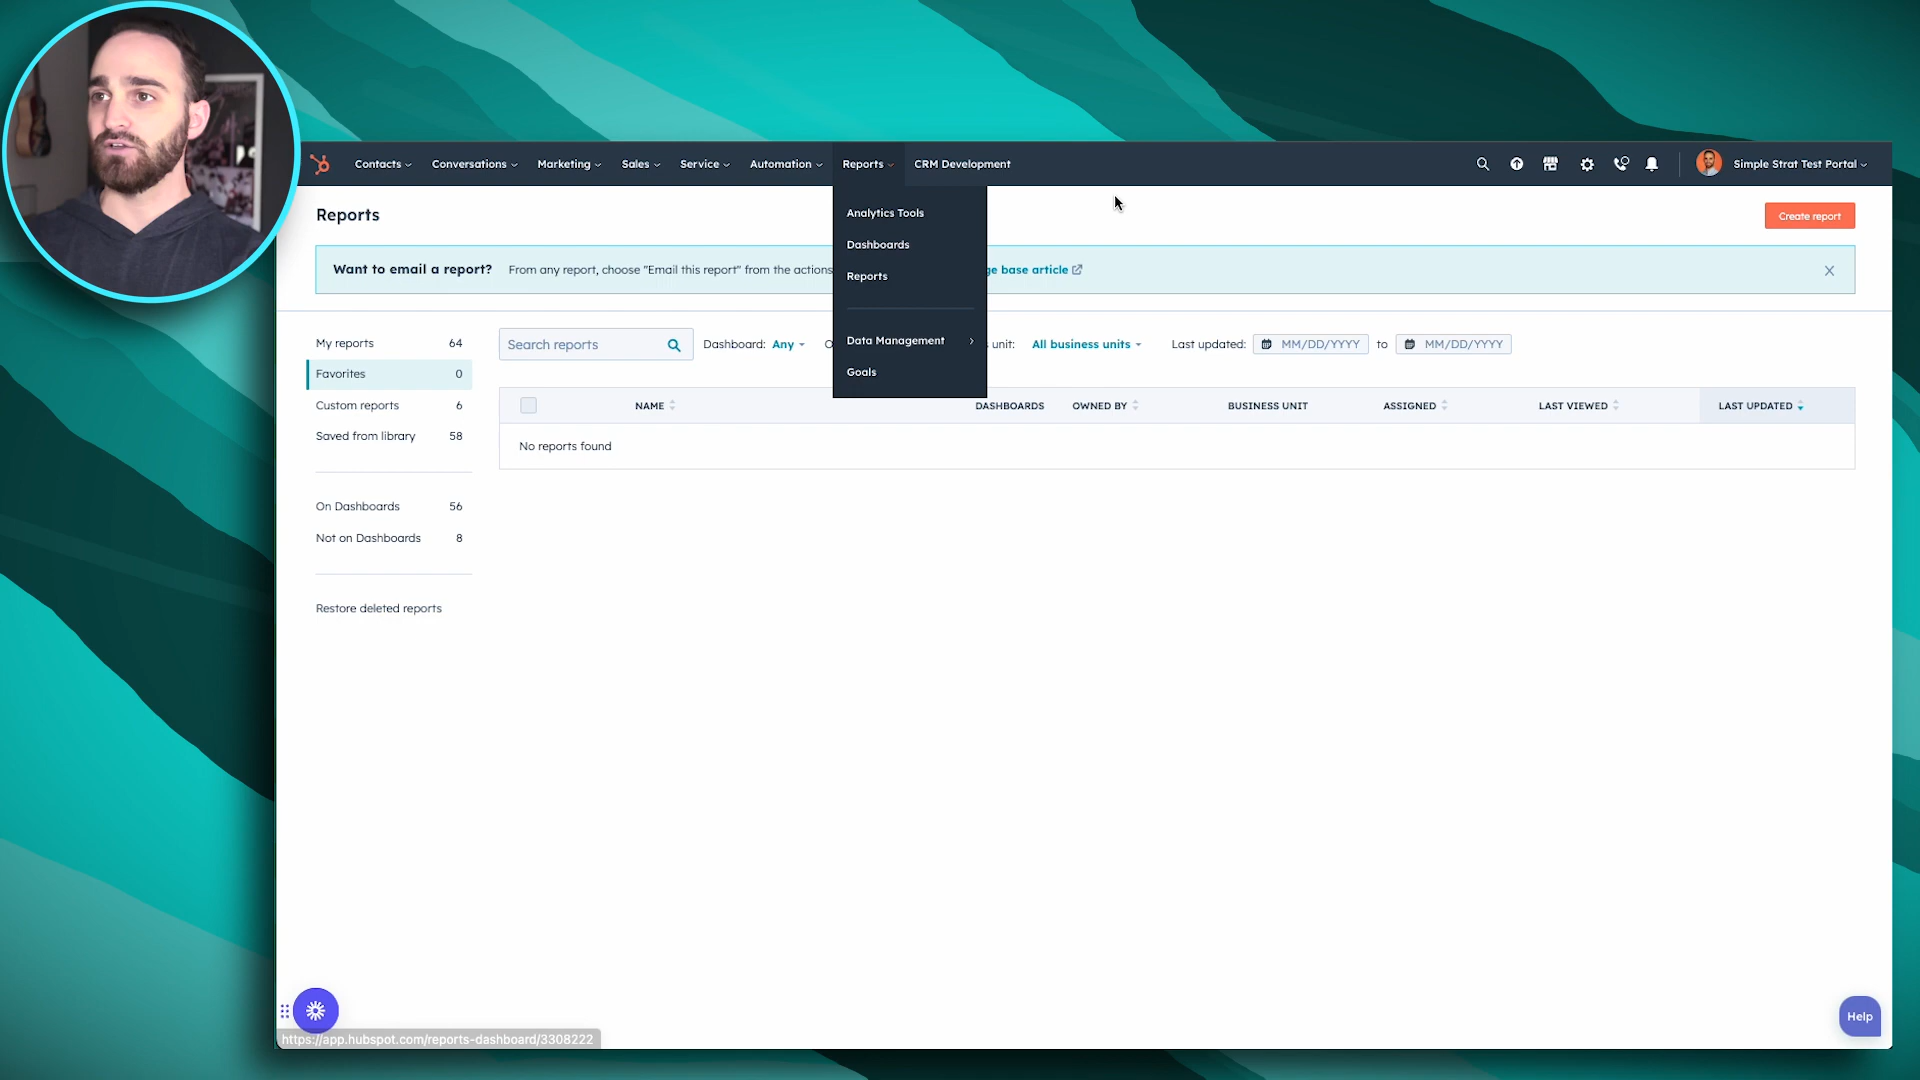 Contacts Conversations Marketing Sales Service Automation Reports CRM Development Simple Strat Test Portal
Analytics Tools
Dashboards
Reports
Data Management
Goals
Reports
Create report
Want to email a report? From any report, choose "Email this report" from the actions base article
My reports 64
Favorites 0
Custom reports 6
Saved from library 58
On Dashboards 56
Not on Dashboards 8
Restore deleted reports
Search reports Dashboard: Any unit: All business units Last updated: MM/DD/YYYY to MM/DD/YYYY
NAME DASHBOARDS OWNED BY BUSINESS UNIT ASSIGNED LAST VIEWED LAST UPDATED
No reports found
Help
https://app.hubspot.com/reports-dashboard/3308222